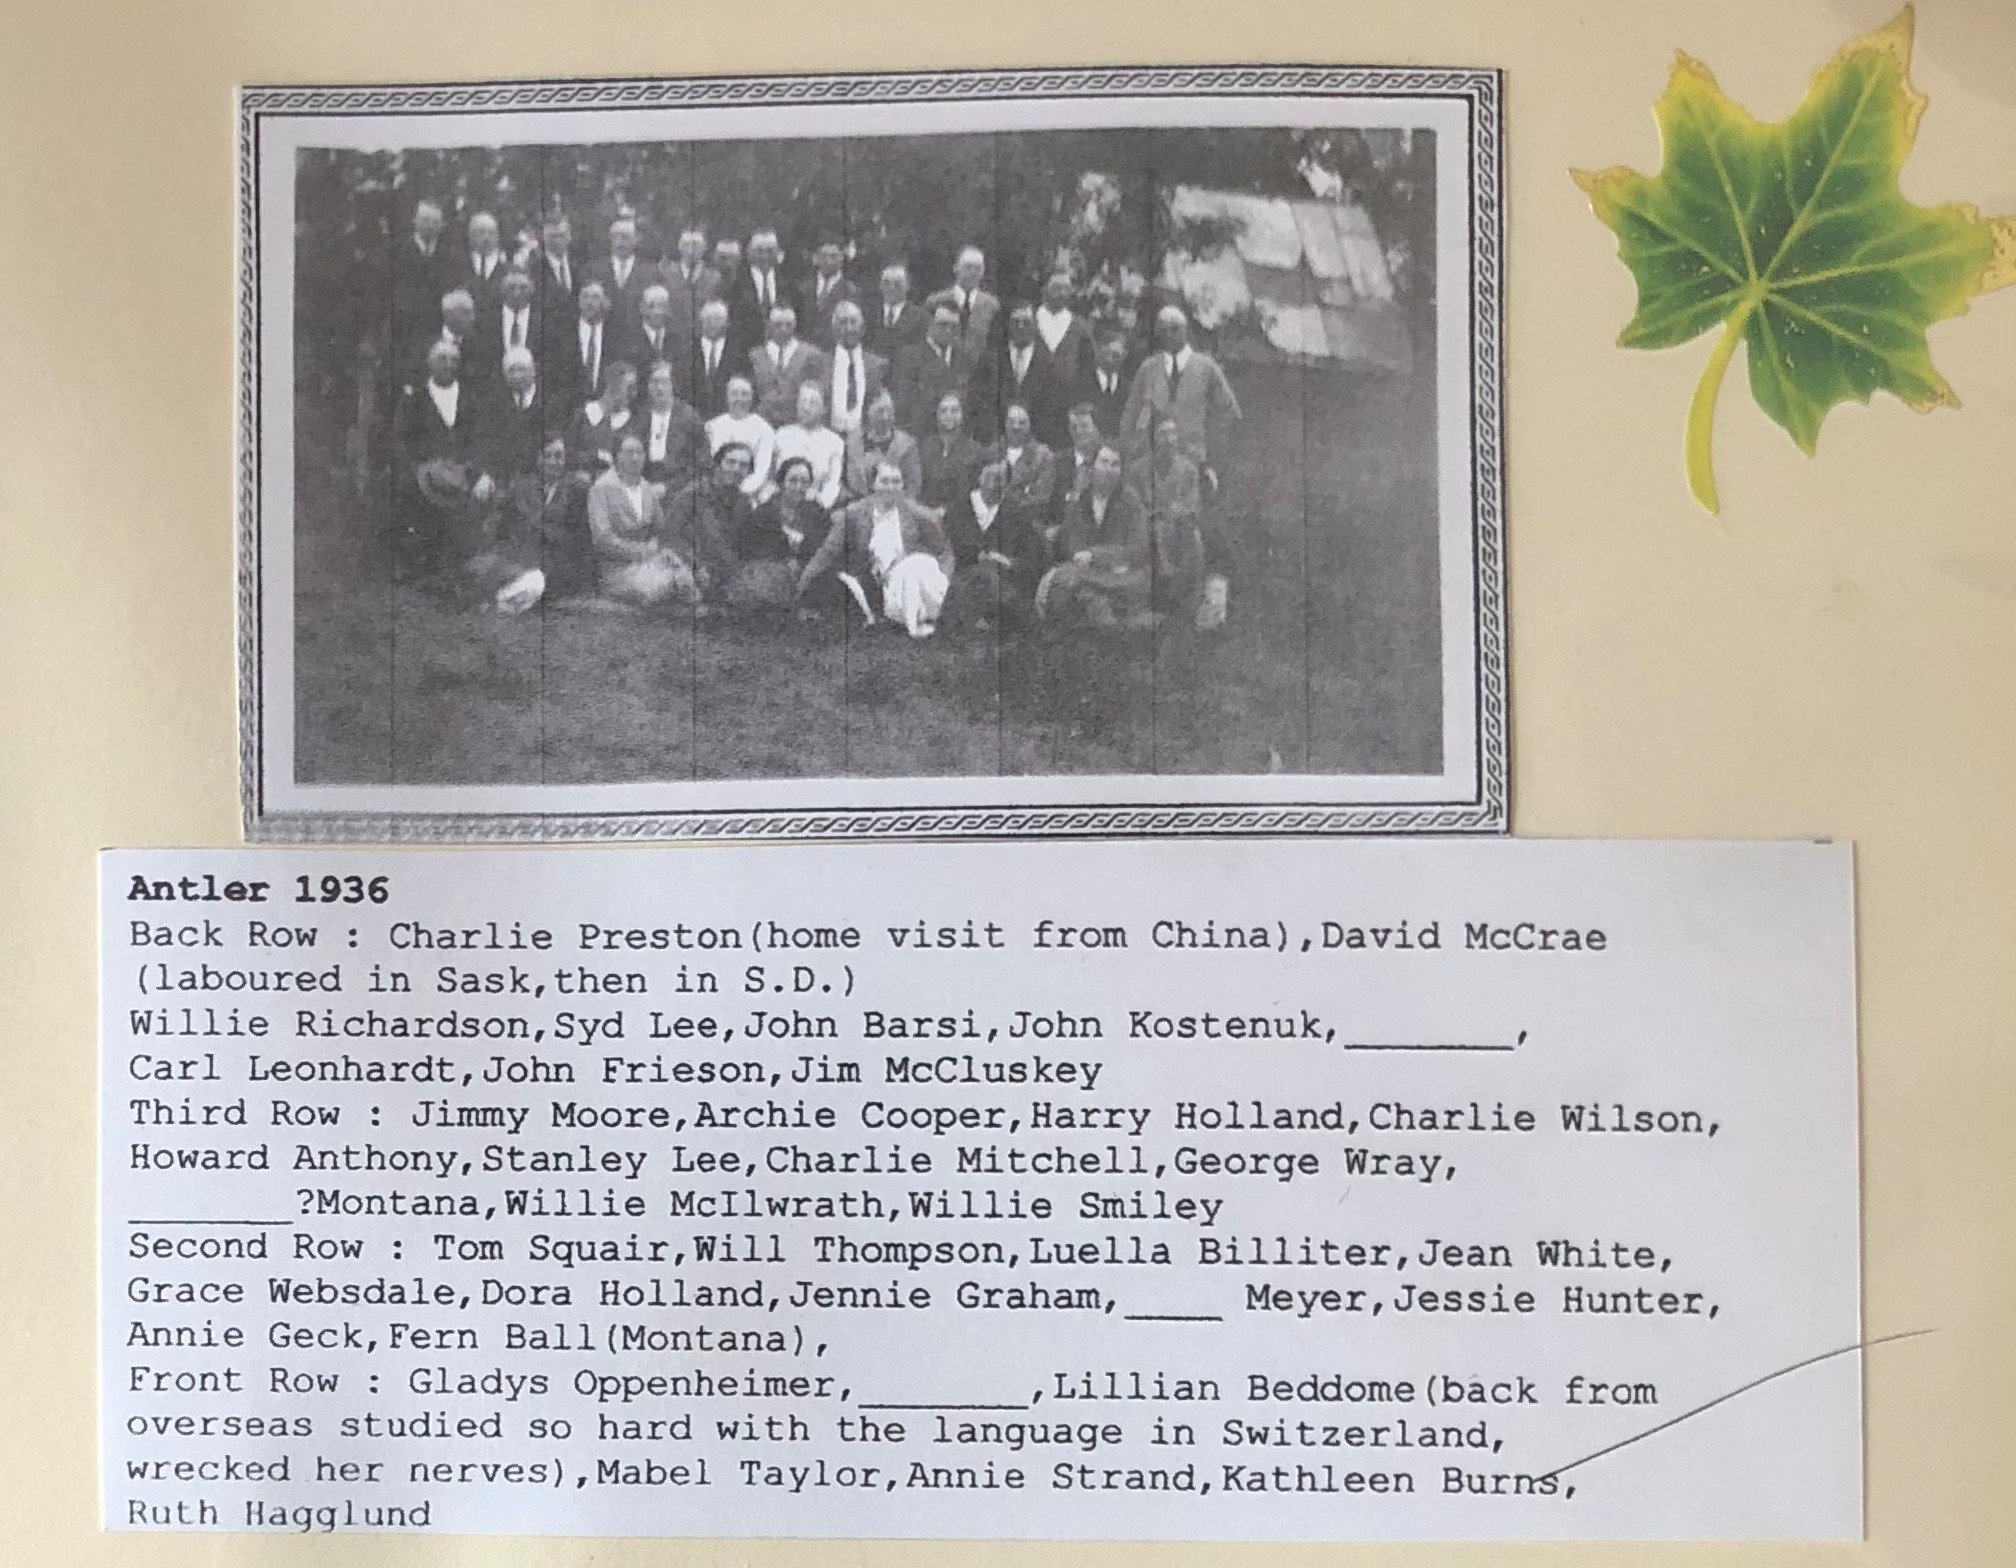 Antler 1936
Back Row : Charlie Preston(home visit from China),David McCrae
(laboured in Sask,then in S.D.)
Willie Richardson,Syd Lee,John Barsi,John Kostenuk,________,
Carl Leonhardt,John Frieson,Jim McCluskey
Third Row : Jimmy Moore,Archie Cooper,Harry Holland,Charlie Wilson,
Howard Anthony,Stanley Lee,Charlie Mitchell,George Wray,
________?Montana,Willie McIlwrath,Willie Smiley
Second Row : Tom Squair,Will Thompson,Luella Billiter,Jean White,
Grace Websdale,Dora Holland,Jennie Graham,____ Meyer,Jessie Hunter,
Annie Geck,Fern Ball(Montana),
Front Row : Gladys Oppenheimer,________,Lillian Beddome(back from
overseas studied so hard with the language in Switzerland,
wrecked her nerves),Mabel Taylor,Annie Strand,Kathleen Burns,
Ruth Hagglund